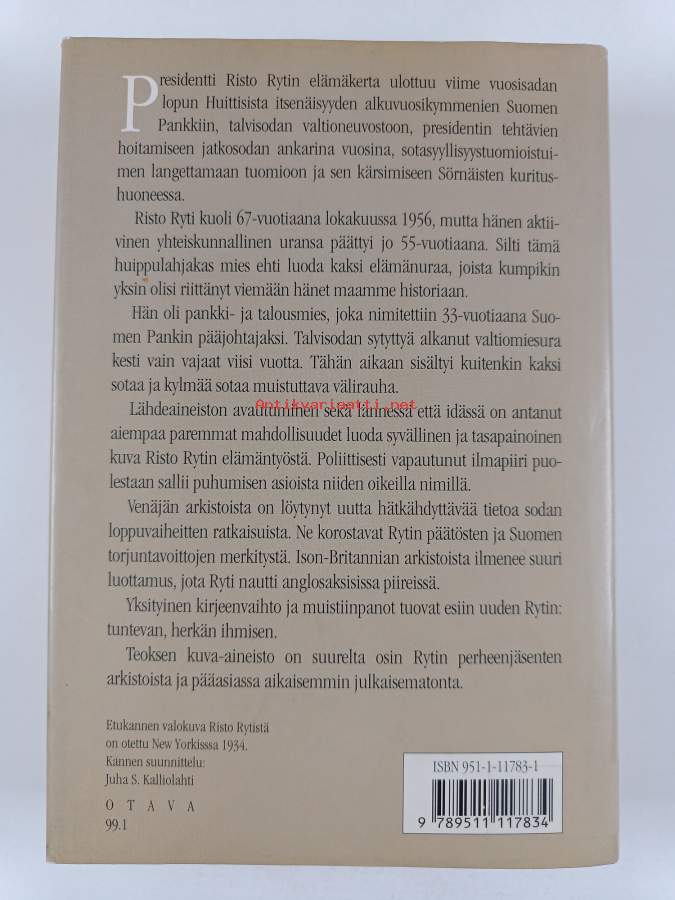 Presidentti Risto Rytin elämäkerta ulottuu viime vuosisadan
lopun Huittisista itsenäisyyden alkuvuosikymmenien Suomen
Pankkiin, talvisodan valtioneuvostoon, presidentin tehtävien
hoitamiseen jatkosodan ankarina vuosina, sotasyyllisyystuomioistui-
men langettamaan tuomioon ja sen kärsimiseen Sörnäisten kuritus-
huoneessa.
Risto Ryti kuoli 67-vuotiaana lokakuussa 1956, mutta hänen aktii-
vinen yhteiskunnallinen uransa päättyi jo 55-vuotiaana. Silti tämä
huippulahjakas mies ehti luoda kaksi elämänuraa, joista kumpikin
yksin olisi riittänyt viemään hänet maamme historiaan.
Hän oli pankki- ja talousmies, joka nimitettiin 33-vuotiaana Suo-
men Pankin pääjohtajaksi. Talvisodan sytyttyä alkanut valtiomiesura
kesti vain vajaat viisi vuotta. Tähän aikaan sisältyi kuitenkin kaksi
sotaa ja kylmää sotaa muistuttava välirauha.
Antikvariaatti.net
Lähdeaineiston avautuminen sekä lännessä että idässä on antanut
aiempaa paremmat mahdollisuudet luoda syvällinen ja tasapainoinen
kuva Risto Rytin elämäntyöstä. Poliittisesti vapautunut ilmapiiri puo-
lestaan sallii puhumisen asioista niiden oikeilla nimillä.
Venäjän arkistoista on löytynyt uutta hätkähdyttävää tietoa sodan
loppuvaiheitten ratkaisuista. Ne korostavat Rytin päätösten ja Suomen
torjuntavoittojen merkitystä. Ison-Britannian arkistoista ilmenee suuri
luottamus, jota Ryti nautti anglosaksisissa piireissä.
Yksityinen kirjeenvaihto ja muistiinpanot tuovat esiin uuden Rytin:
tuntevan, herkän ihmisen.
Teoksen kuva-aineisto on suurelta osin Rytin perheenjäsenten
arkistoista ja pääasiassa aikaisemmin julkaisematonta.
Etukannen valokuva Risto Rytistä
on otettu New Yorkisssa 1934.
Kannen suunnittelu:
Juha S. Kalliolahti
O T A V A
99.1
ISBN 951-1-11783-1
9 789511 117834